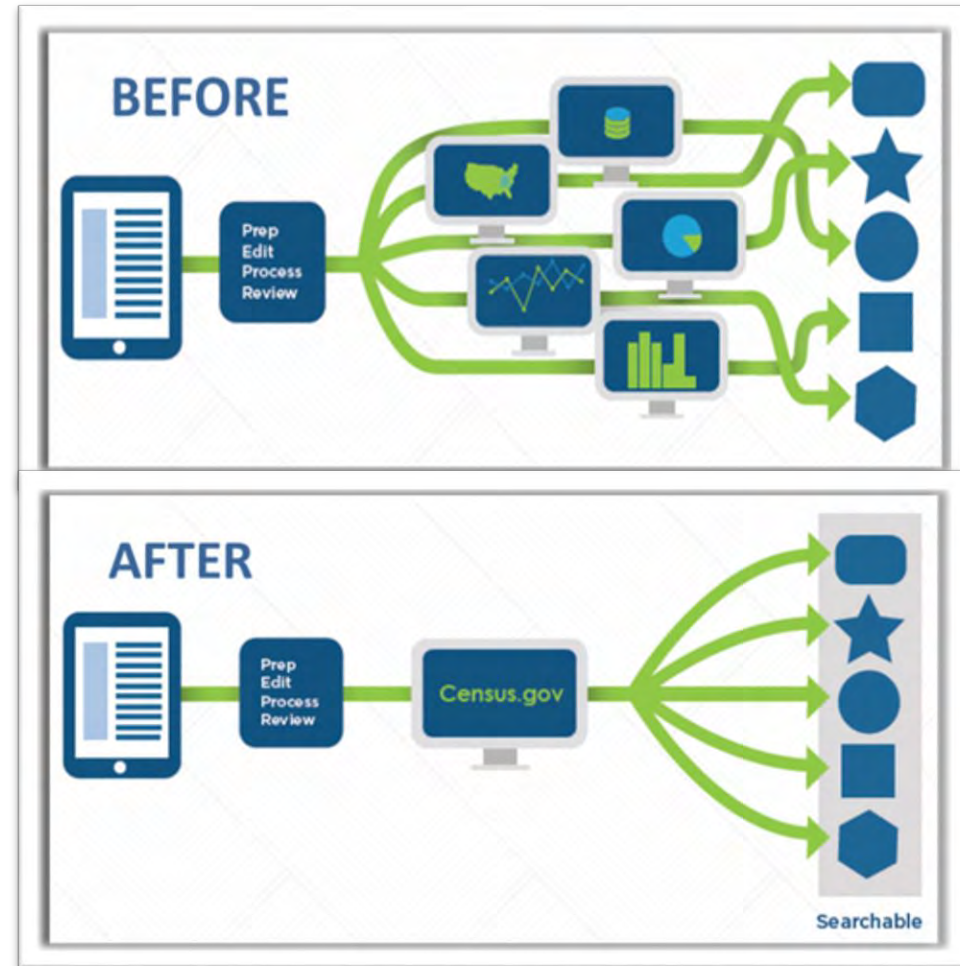 BEFORE
Prep
Edit
Process
Review
AFTER
Prep
Edit
Process
Review
Census.gov
Searchable